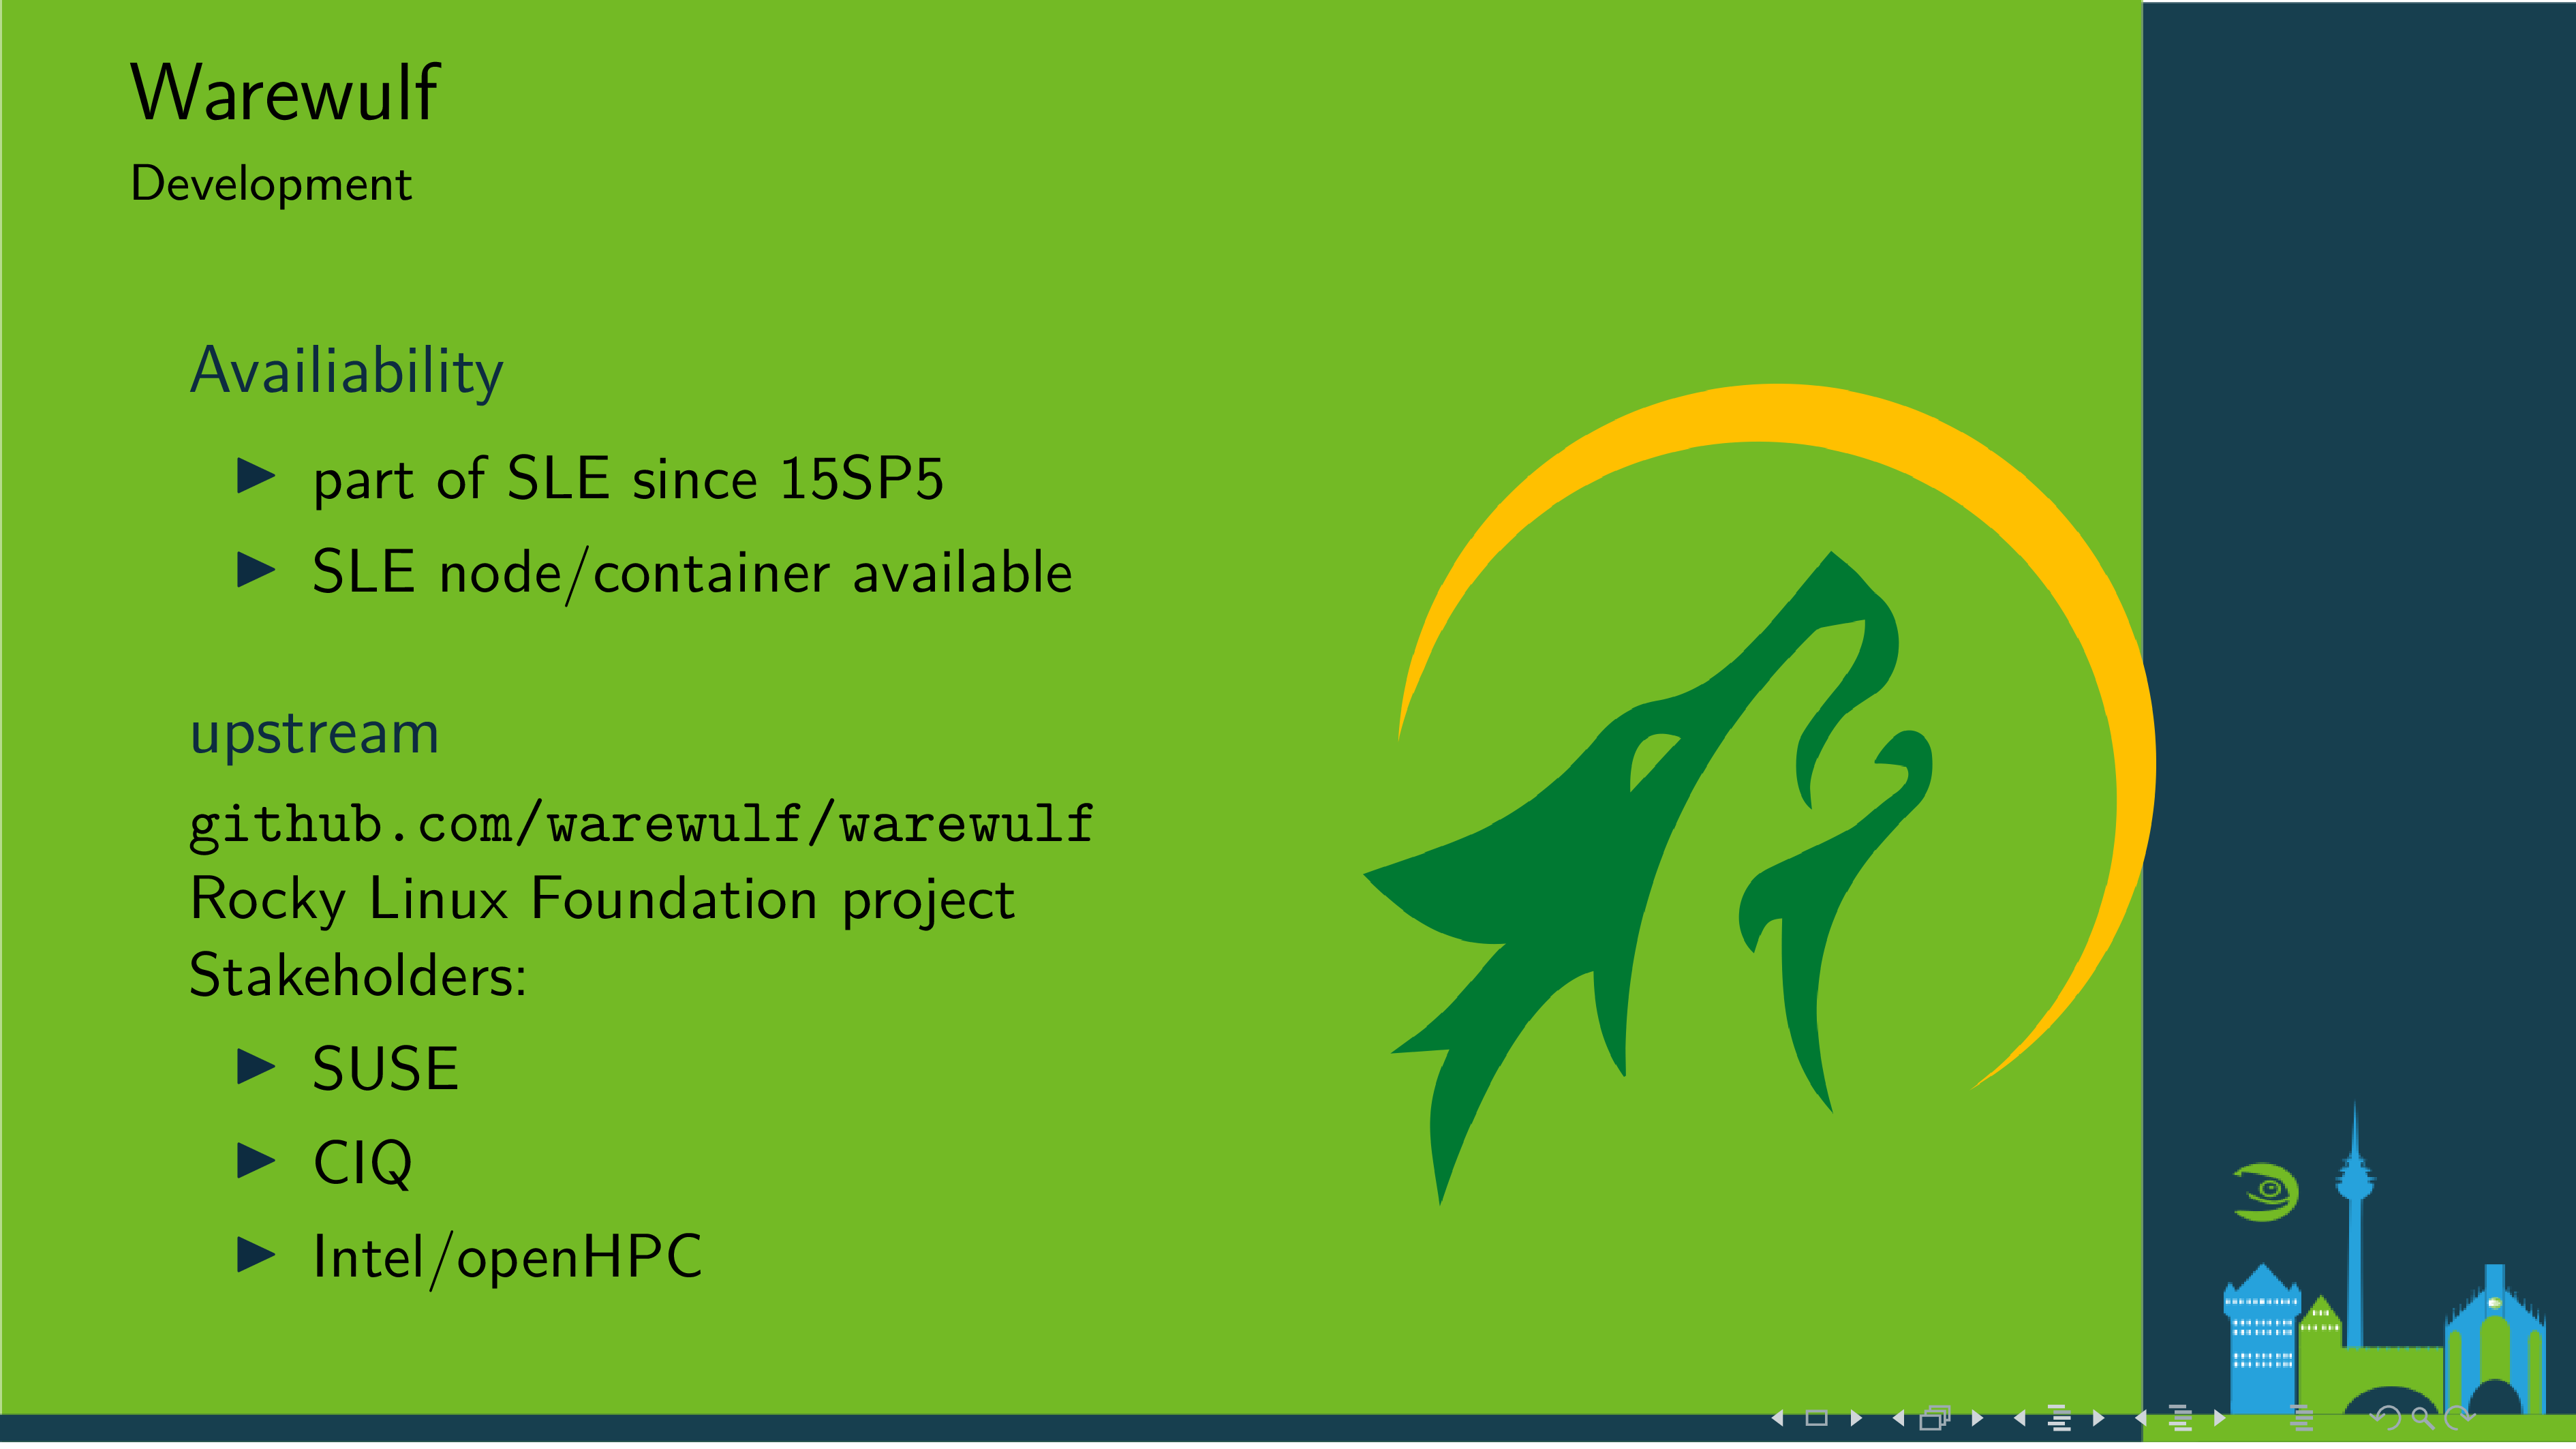 Warewulf
Development
Availiability
part of SLE since 15SP5
SLE node/container available
upstream
github.com/warewulf/warewulf
Rocky Linux Foundation project
Stakeholders:
SUSE
CIQ
Intel/openHPC